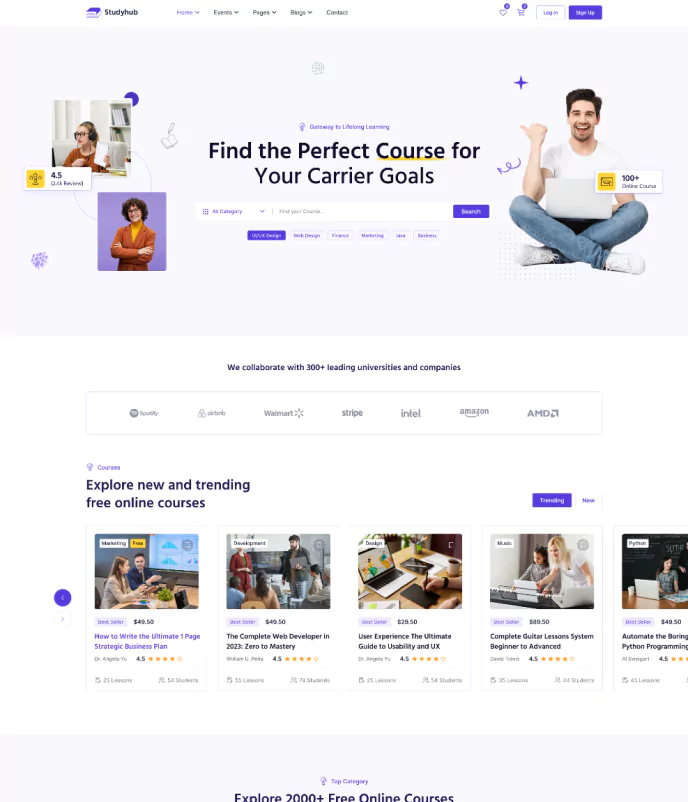 Studyhub
Home Events Pages Blogs Contact
0 0 Log in Sign Up
Gateway to Lifelong Learning
Find the Perfect Course for
Your Carrier Goals
4.5
(2.4k Review)
100+
Online Course
All Category Find your Course... Search
UI/UX Design Web Design Finance Marketing Java Business
We collaborate with 300+ leading universities and companies
Spotify airbnb Walmart stripe intel amazon AMD
Courses
Explore new and trending
free online courses
Trending New
Marketing Free
Best Seller $49.50
How to Write the Ultimate 1 Page
Strategic Business Plan
Dr. Angela Yu 4.5
25 Lessons 54 Students
Development
Best Seller $49.50
The Complete Web Developer in
2023: Zero to Mastery
William U. 4.5
55 Lessons 76 Students
Design
Best Seller $29.50
User Experience The Ultimate
Guide to Usability and UX
Dr. Angela Yu 4.5
25 Lessons 54 Students
Music
Best Seller $89.50
Complete Guitar Lessons System
Beginner to Advanced
David Travis 4.5
35 Lessons 44 Students
Python
Best Seller $49.50
Automate the Boring
Python Programming
Al Sweigart 4.5
45 Lessons
Top Category
Explore 2000+ Free Online Courses